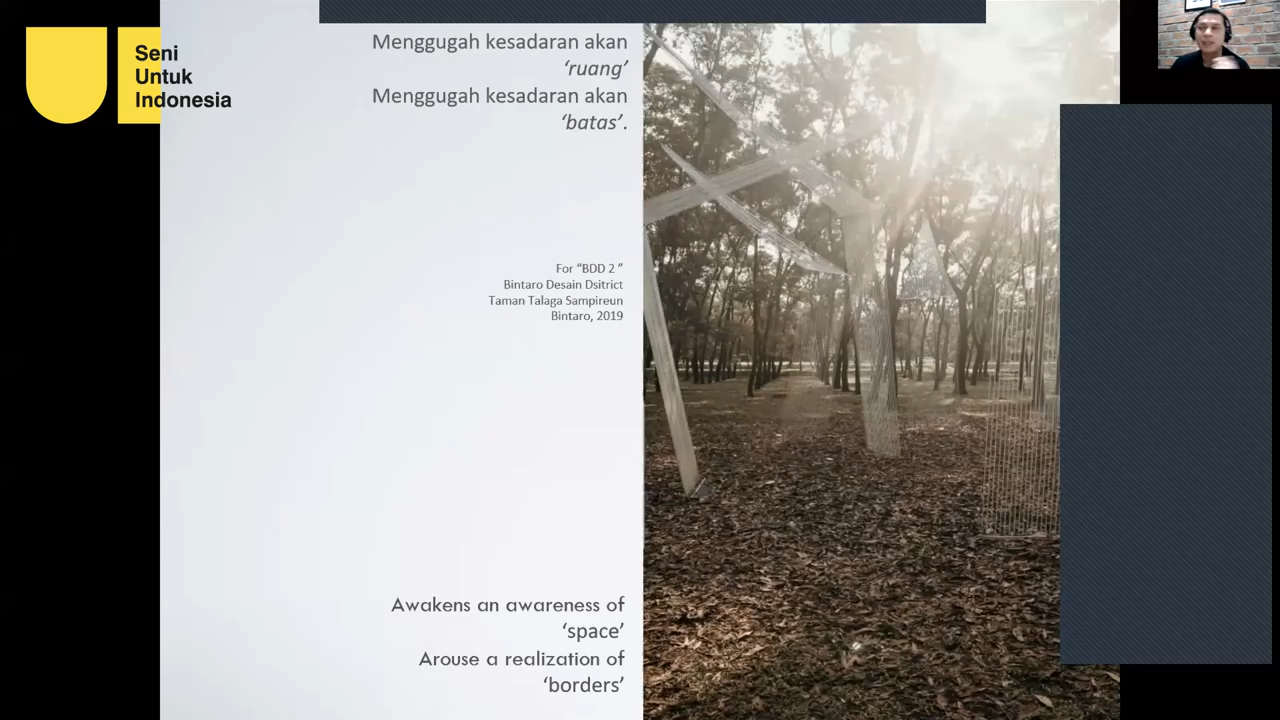 Seni
Untuk
Indonesia
Menggugah kesadaran akan
‘ruang’
Menggugah kesadaran akan
‘batas’.
For “BDD 2 ”
Bintaro Desain Dsitrict
Taman Talaga Sampireun
Bintaro, 2019
Awakens an awareness of
‘space’
Arouse a realization of
‘borders’